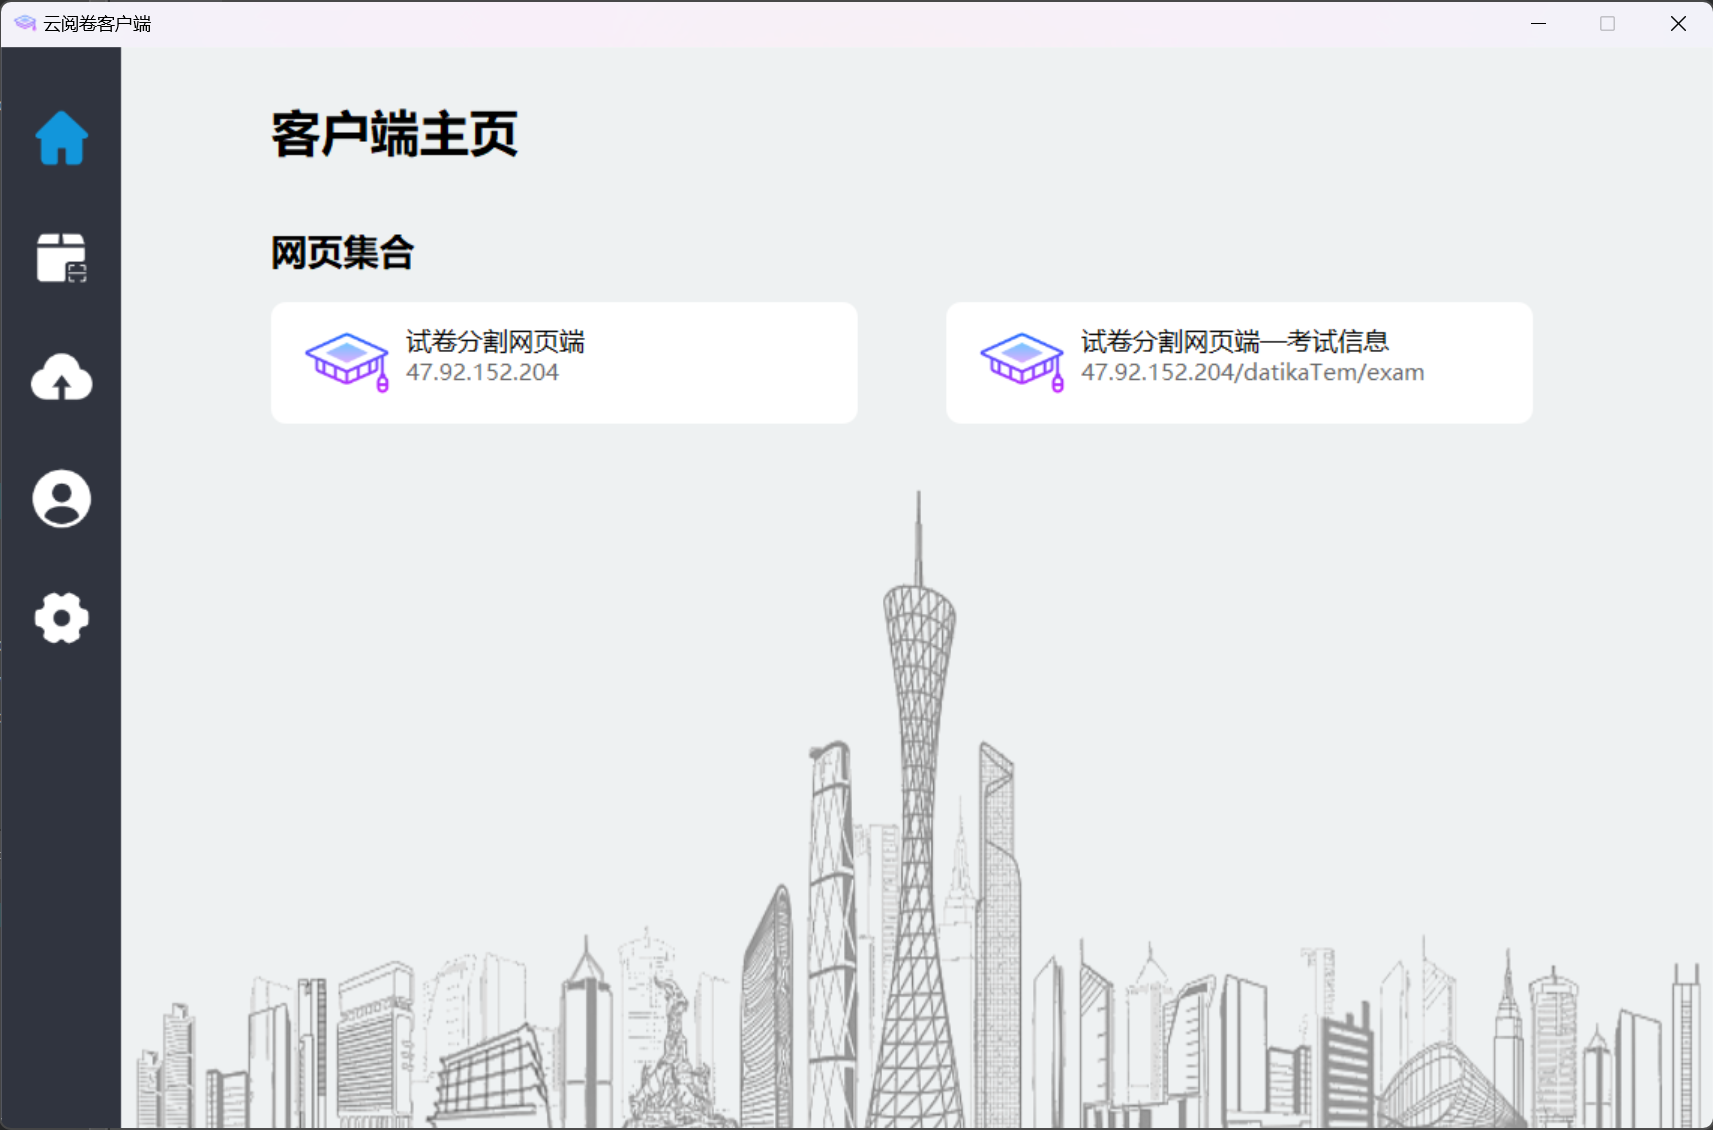 云阅卷客户端
客户端主页
网页集合
试卷分割网页端
47.92.152.204
试卷分割网页端—考试信息
47.92.152.204/datikaTem/exam